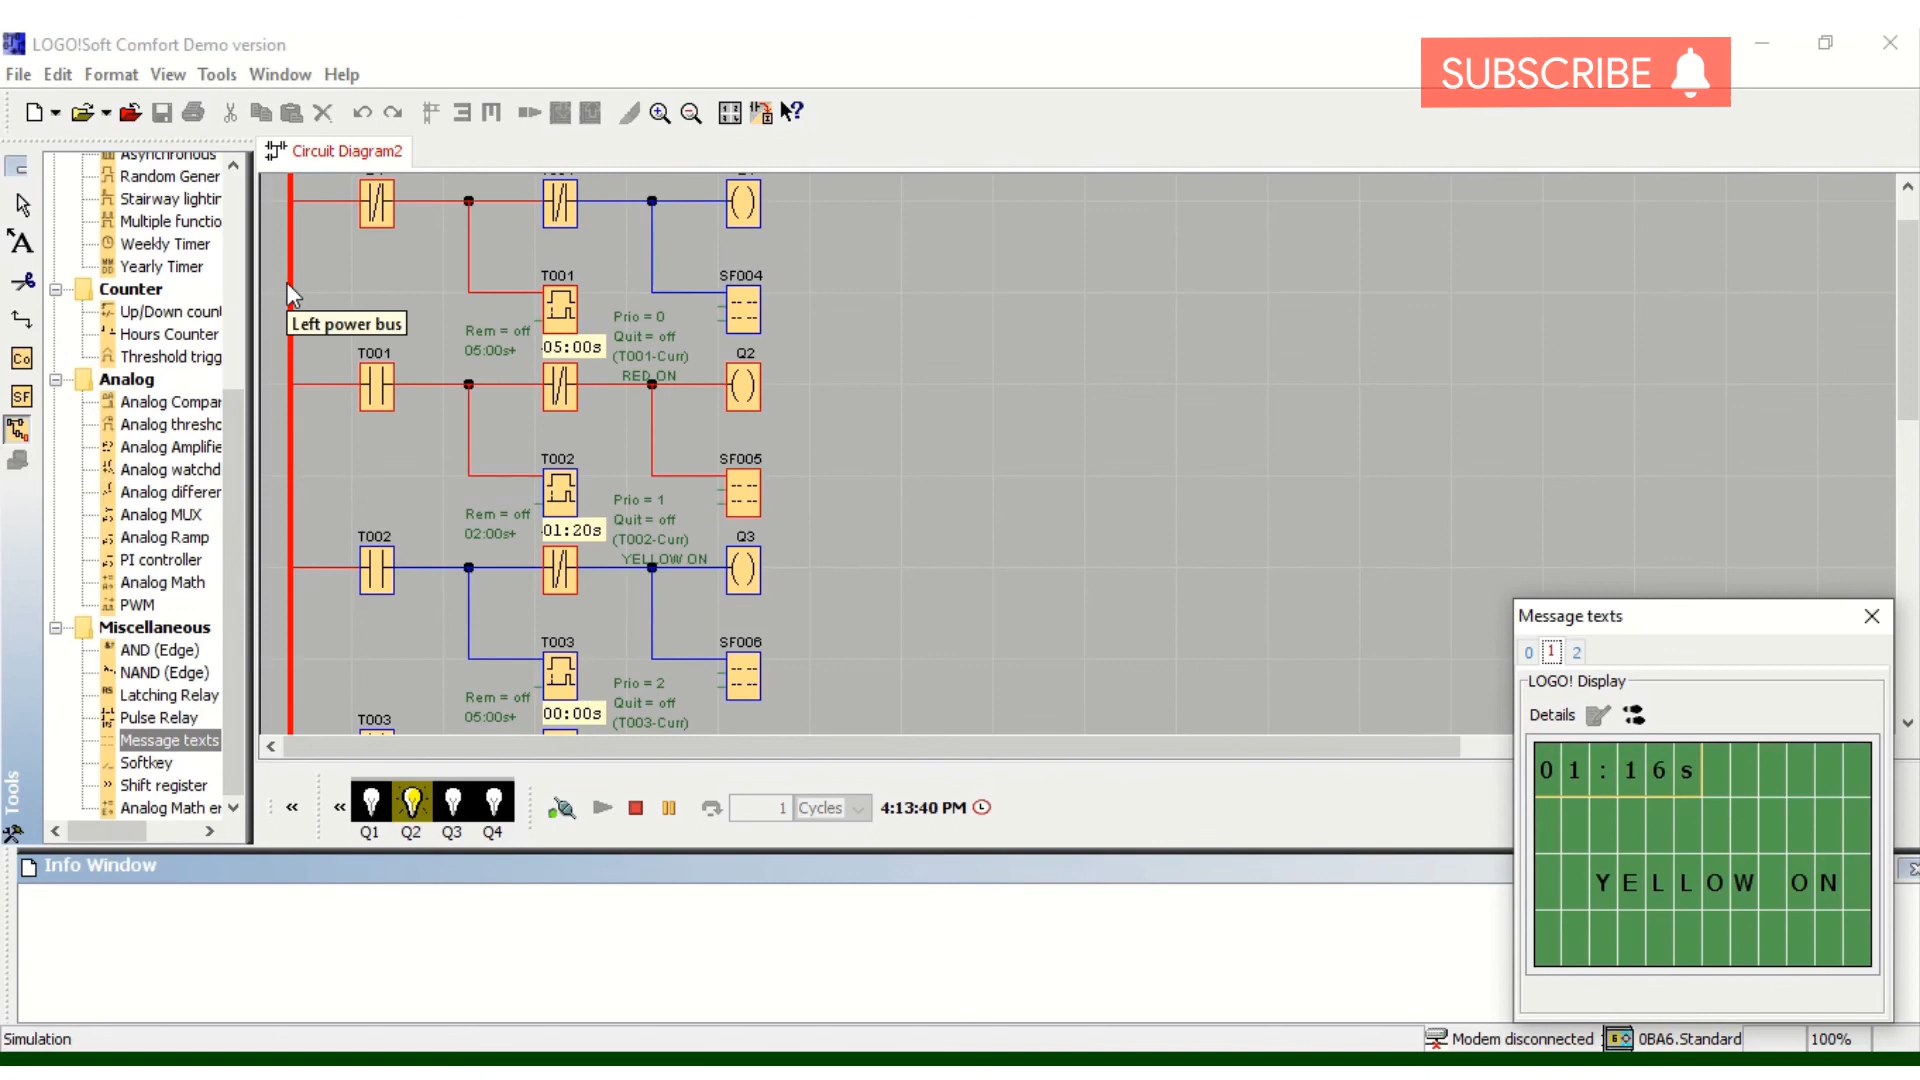 LOGO!Soft Comfort Demo version
SUBSCRIBE
File Edit Format View Tools Window Help
Circuit Diagram2
Asynchronous
Random Gener
Stairway lightir
Multiple functio
Weekly Timer
Yearly Timer
Counter
Up/Down coun
Hours Counter
Threshold trigg
Analog
Analog Compar
Analog thresho
Analog Amplifie
Analog watchd
Analog differer
Analog MUX
Analog Ramp
PI controller
Analog Math
PWM
Miscellaneous
AND (Edge)
NAND (Edge)
Latching Relay
Pulse Relay
Message texts
Softkey
Shift register
Analog Math er
Co
SF
Tools
T001 SF004
Left power bus
Rem = off
05:00s+
05:00s
Prio = 0
Quit = off
(T001-Curr)
RED ON
T001 Q2
T002 SF005
Rem = off
02:00s+
01:20s
Prio = 1
Quit = off
(T002-Curr)
YELLOW ON
T002 Q3
T003 SF006
Rem = off
05:00s+
00:00s
Prio = 2
Quit = off
(T003-Curr)
T003
Q1 Q2 Q3 Q4
1 Cycles 4:13:40 PM
Message texts
0 1 2
LOGO! Display
Details
01:16s
YELLOW ON
Info Window
Simulation
Modem disconnected 0BA6.Standard 100%